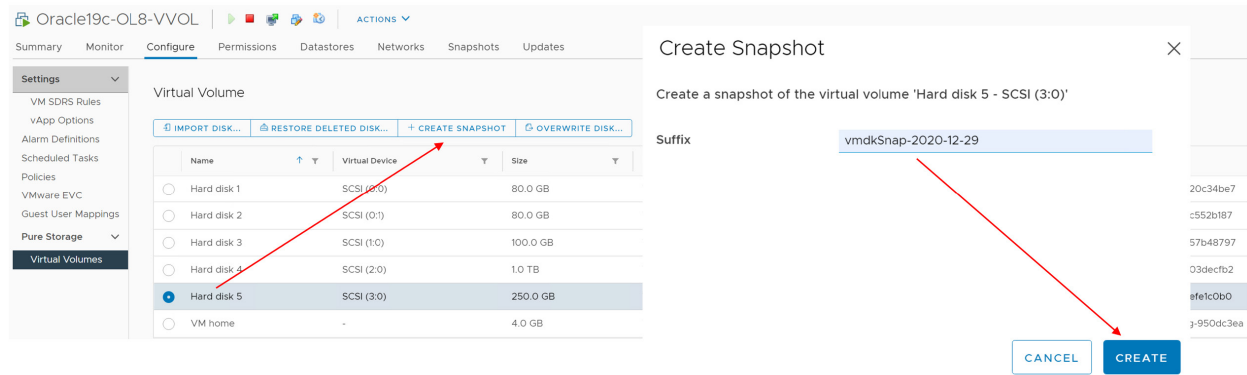 Oracle19c-OL8-VVOL
ACTIONS
Summary Monitor Configure Permissions Datastores Networks Snapshots Updates
Settings
VM SDRS Rules
vApp Options
Alarm Definitions
Scheduled Tasks
Policies
VMware EVC
Guest User Mappings
Pure Storage
Virtual Volumes
Virtual Volume
IMPORT DISK... RESTORE DELETED DISK... + CREATE SNAPSHOT OVERWRITE DISK...
Name Virtual Device Size
Hard disk 1 SCSI (0:0) 80.0 GB
Hard disk 2 SCSI (0:1) 80.0 GB
Hard disk 3 SCSI (1:0) 100.0 GB
Hard disk 4 SCSI (2:0) 1.0 TB
Hard disk 5 SCSI (3:0) 250.0 GB
VM home - 4.0 GB
Create Snapshot
Create a snapshot of the virtual volume 'Hard disk 5 - SCSI (3:0)'
Suffix vmdkSnap-2020-12-29
CANCEL CREATE
20c34be7
c552b187
57b48797
03decfb2
efe1c0b0
g-950dc3ea